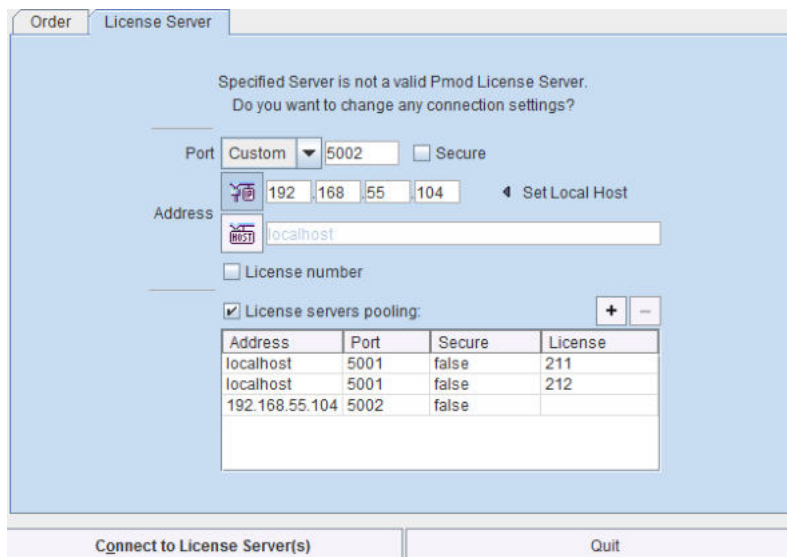 Order License Server
Specified Server is not a valid Pmod License Server.
Do you want to change any connection settings?
Port Custom 5002 Secure
IP 192 .168 .55 .104 Set Local Host
Address
HOST localhost
License number
License servers pooling: + −
Address Port Secure License
localhost 5001 false 211
localhost 5001 false 212
192.168.55.104 5002 false
Connect to License Server(s) Quit